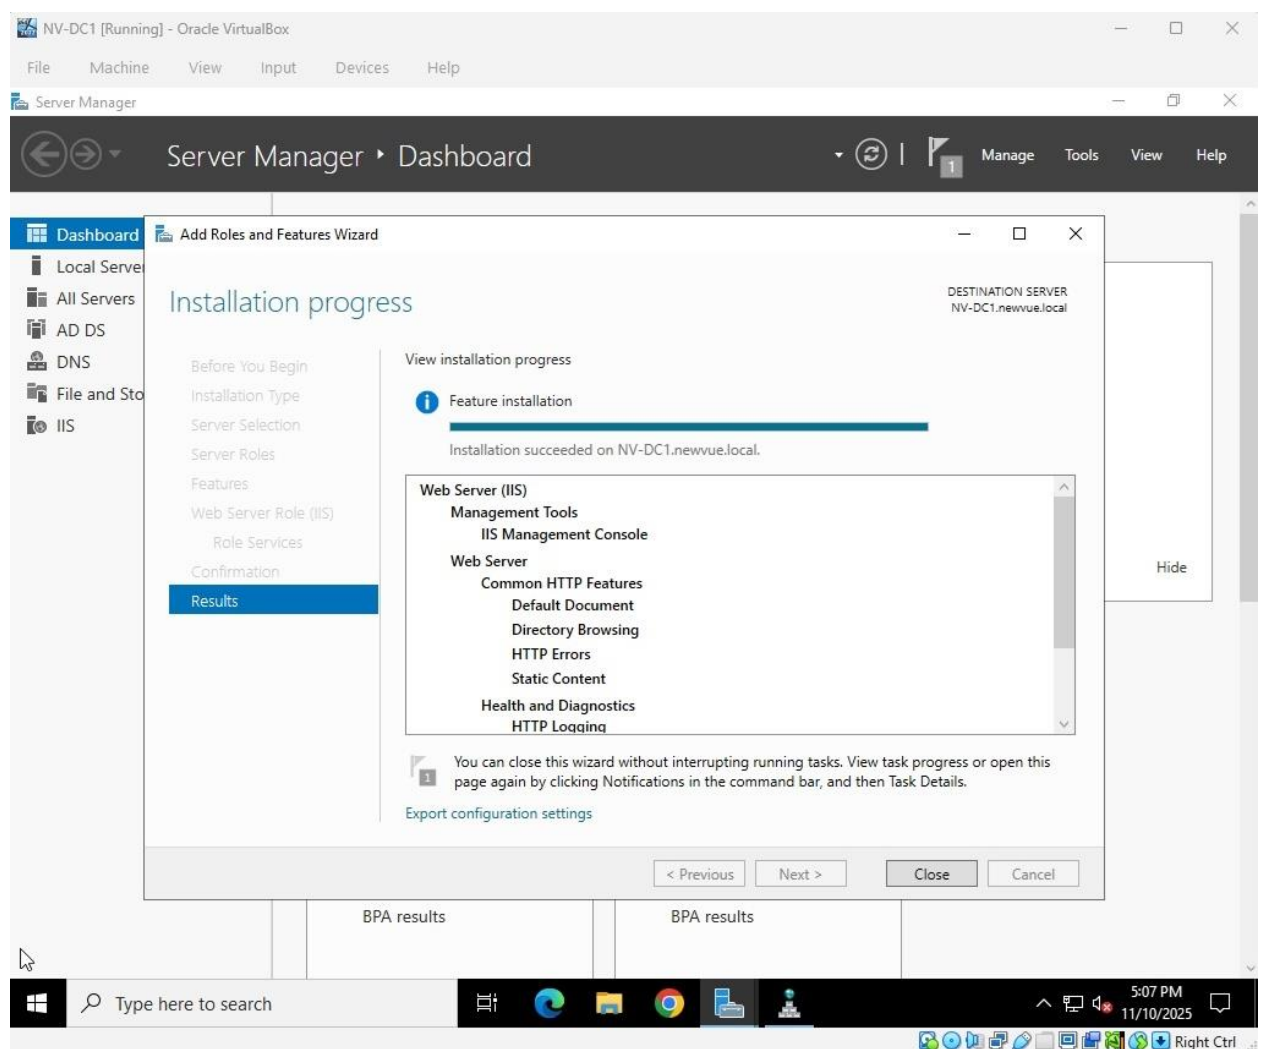 NV-DC1 [Running] - Oracle VirtualBox
File Machine View Input Devices Help
Server Manager
Server Manager ‣ Dashboard
1 Manage Tools View Help
Dashboard
Local Server
All Servers
AD DS
DNS
File and Sto
IIS
Add Roles and Features Wizard
Installation progress
DESTINATION SERVER
NV-DC1.newvue.local
Before You Begin
Installation Type
Server Selection
Server Roles
Features
Web Server Role (IIS)
Role Services
Confirmation
Results
View installation progress
Feature installation
Installation succeeded on NV-DC1.newvue.local.
Web Server (IIS)
Management Tools
IIS Management Console
Web Server
Common HTTP Features
Default Document
Directory Browsing
HTTP Errors
Static Content
Health and Diagnostics
HTTP Logging
1
You can close this wizard without interrupting running tasks. View task progress or open this
page again by clicking Notifications in the command bar, and then Task Details.
Export configuration settings
< Previous Next > Close Cancel
Hide
BPA results BPA results
Type here to search
5:07 PM
11/10/2025
Right Ctrl